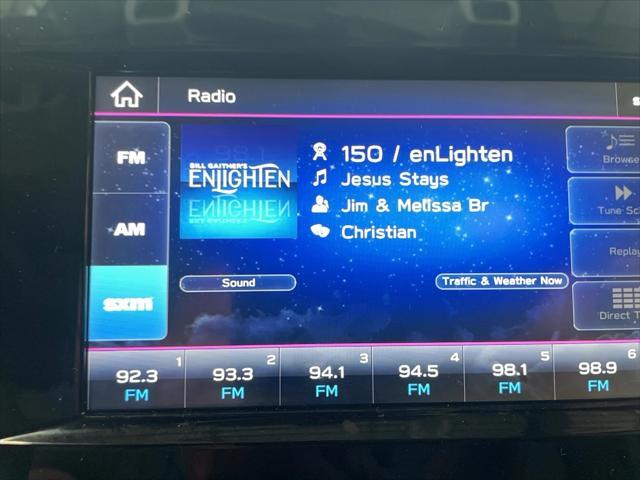 Radio
FM
AM
sxm
98.1
BILL GAITHER'S
ENLIGHTEN
150 / enLighten
Jesus Stays
Jim & Melissa Br
Christian
Sound
Traffic & Weather Now
Browse
Tune
Replay
Direct
1 2 3 4 5 6
92.3 93.3 94.1 94.5 98.1 98.9
FM FM FM FM FM FM